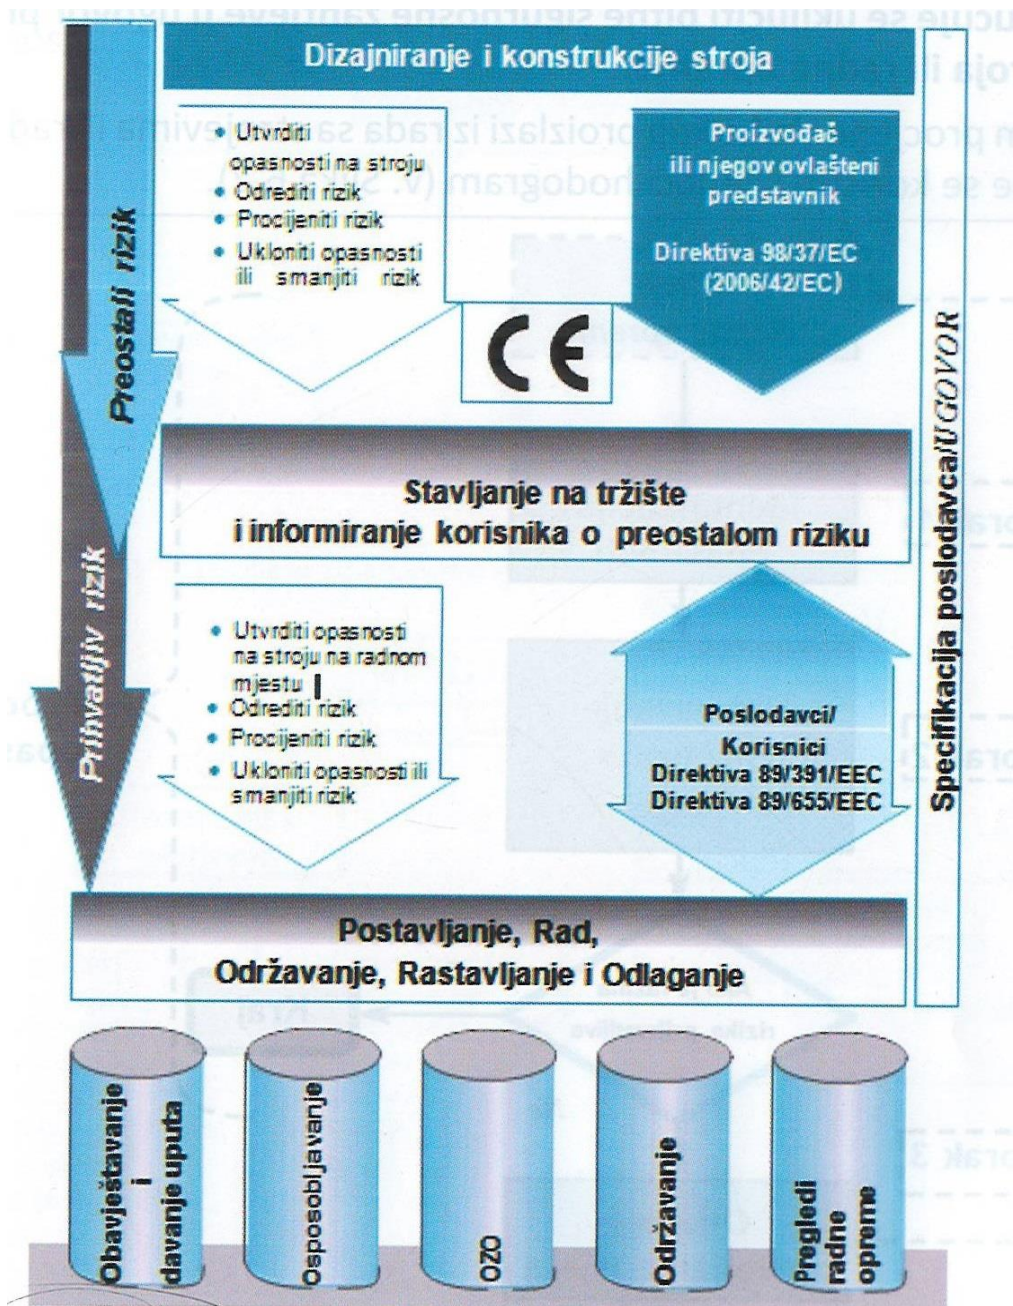 Dizajniranje i konstrukcije stroja
Utvrditi
opasnosti na stroju
Odrediti rizik
Procijeniti rizik
Ukloniti opasnosti
ili smanjiti rizik
Proizvođač
ili njegov ovlašteni
predstavnik
Direktiva 98/37/EC
(2006/42/EC)
CE
Preostali rizik
Stavljanje na tržište
i informiranje korisnika o preostalom riziku
Prihvatljiv rizik
Utvrditi opasnosti
na stroju na radnom
mjestu
Odrediti rizik
Procijeniti rizik
Ukloniti opasnosti ili
smanjiti rizik
Poslodavci/
Korisnici
Direktiva 89/391/EEC
Direktiva 89/655/EEC
Specifikacija poslodavca/UGOVOR
Postavljanje, Rad,
Održavanje, Rastavljanje i Odlaganje
Obavještavanje
i
davanje uputa
Osposobljavanje
OZO
Održavanje
Pregledi
radne
opreme